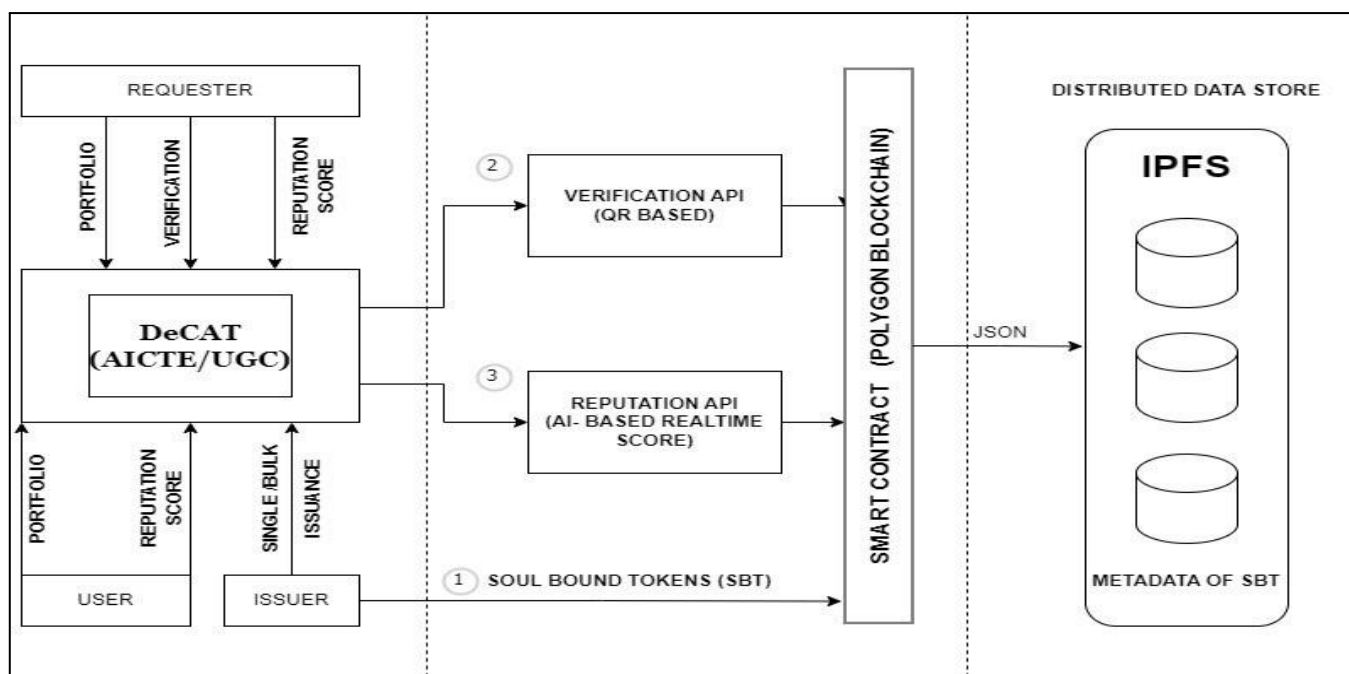 REQUESTER
PORTFOLIO
VERIFICATION
REPUTATION
SCORE
DeCAT
(AICTE/UGC)
PORTFOLIO
REPUTATION
SCORE
SINGLE /BULK
ISSUANCE
USER
ISSUER
2
VERIFICATION API
(QR BASED)
3
REPUTATION API
(AI- BASED REALTIME
SCORE)
1
SOUL BOUND TOKENS (SBT)
SMART CONTRACT (POLYGON BLOCKCHAIN)
JSON
DISTRIBUTED DATA STORE
IPFS
METADATA OF SBT